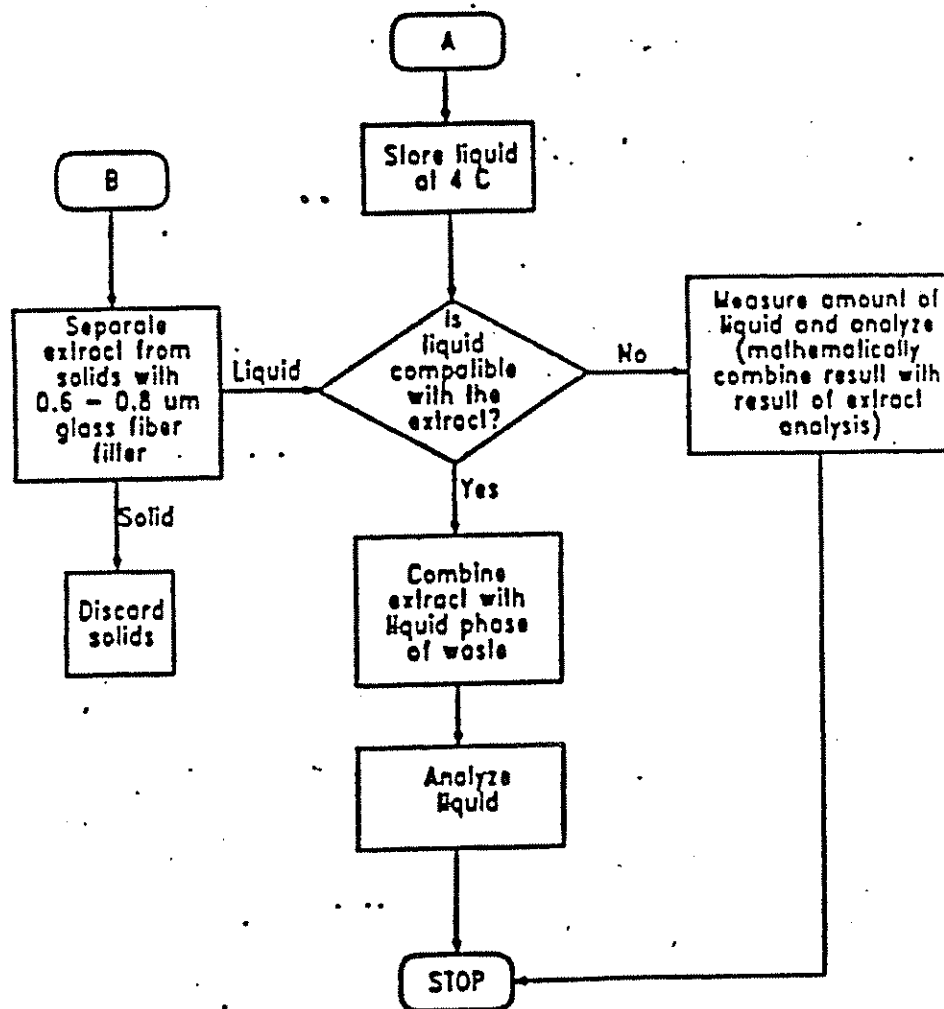 A
Store liquid
at 4 C
B
Separate
extract from
solids with
0.6 - 0.8 um
glass fiber
filter
Liquid
Is
liquid
compatible
with the
extract?
No
Measure amount of
liquid and analyze
(mathematically
combine result with
result of extract
analysis)
Solid
Yes
Discard
solids
Combine
extract with
liquid phase
of waste
Analyze
liquid
STOP